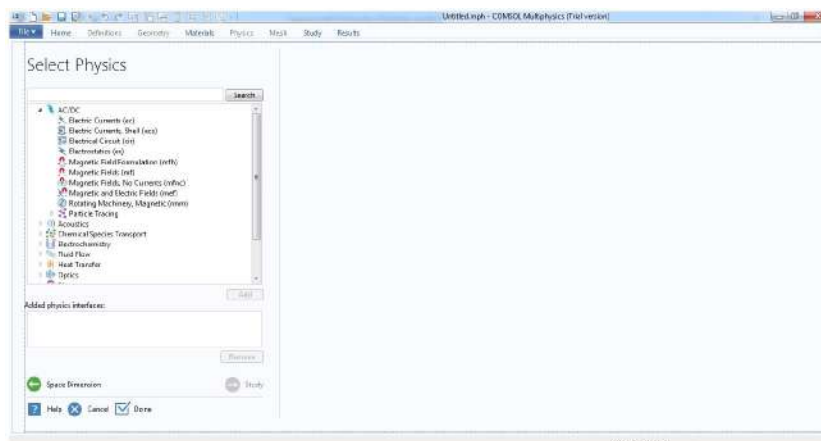 Untitled.mph - COMSOL Multiphysics (Trial version)
File Home Definitions Geometry Materials Physics Mesh Study Results
Select Physics
Search
AC/DC
Electric Currents (ec)
Electric Currents, Shell (ecs)
Electrical Circuit (cir)
Electrostatics (es)
Magnetic Field Formulation (mfh)
Magnetic Fields (mf)
Magnetic Fields, No Currents (mfnc)
Magnetic and Electric Fields (mef)
Rotating Machinery, Magnetic (rmm)
Particle Tracing
Acoustics
Chemical Species Transport
Electrochemistry
Fluid Flow
Heat Transfer
Optics
Add
Added physics interfaces:
Remove
Space Dimension
Study
Help Cancel Done